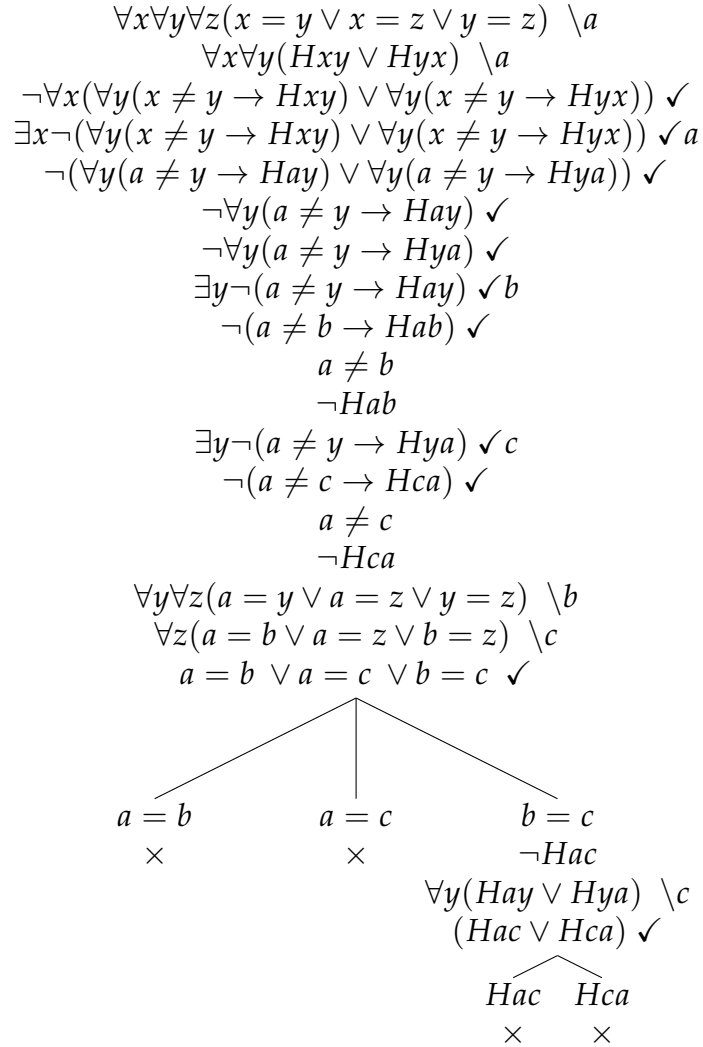 ∀x∀y∀z(x = y ∨ x = z ∨ y = z) \a
∀x∀y(Hxy ∨ Hyx) \a
¬∀x(∀y(x ≠ y → Hxy) ∨ ∀y(x ≠ y → Hyx)) ✓
∃x¬(∀y(x ≠ y → Hxy) ∨ ∀y(x ≠ y → Hyx)) ✓a
¬(∀y(a ≠ y → Hay) ∨ ∀y(a ≠ y → Hya)) ✓
¬∀y(a ≠ y → Hay) ✓
¬∀y(a ≠ y → Hya) ✓
∃y¬(a ≠ y → Hay) ✓b
¬(a ≠ b → Hab) ✓
a ≠ b
¬Hab
∃y¬(a ≠ y → Hya) ✓c
¬(a ≠ c → Hca) ✓
a ≠ c
¬Hca
∀y∀z(a = y ∨ a = z ∨ y = z) \b
∀z(a = b ∨ a = z ∨ b = z) \c
a = b ∨ a = c ∨ b = c ✓
a = b a = c b = c
× × ¬Hac
∀y(Hay ∨ Hya) \c
(Hac ∨ Hca) ✓
Hac Hca
× ×